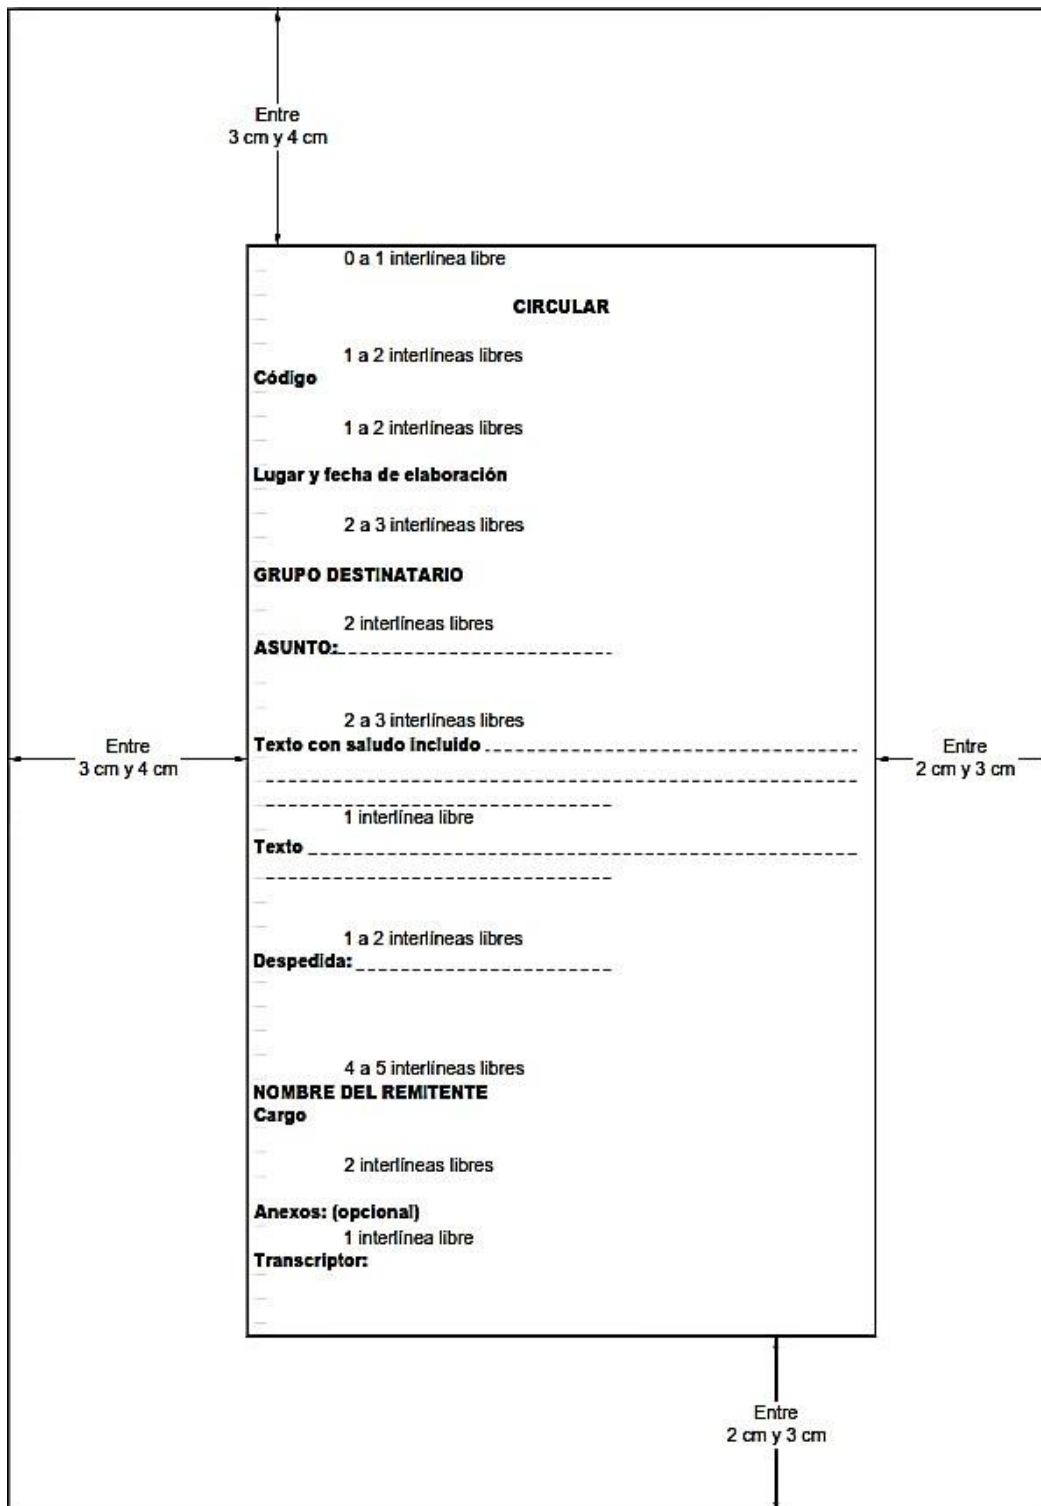 Entre
3 cm y 4 cm
0 a 1 interlínea libre
CIRCULAR
1 a 2 interlíneas libres
Código
1 a 2 interlíneas libres
Lugar y fecha de elaboración
2 a 3 interlíneas libres
GRUPO DESTINATARIO
2 interlíneas libres
ASUNTO:
2 a 3 interlíneas libres
Texto con saludo incluido
Entre
3 cm y 4 cm
Entre
2 cm y 3 cm
1 interlínea libre
Texto
1 a 2 interlíneas libres
Despedida:
4 a 5 interlíneas libres
NOMBRE DEL REMITENTE
Cargo
2 interlíneas libres
Anexos: (opcional)
1 interlínea libre
Transcriptor:
Entre
2 cm y 3 cm